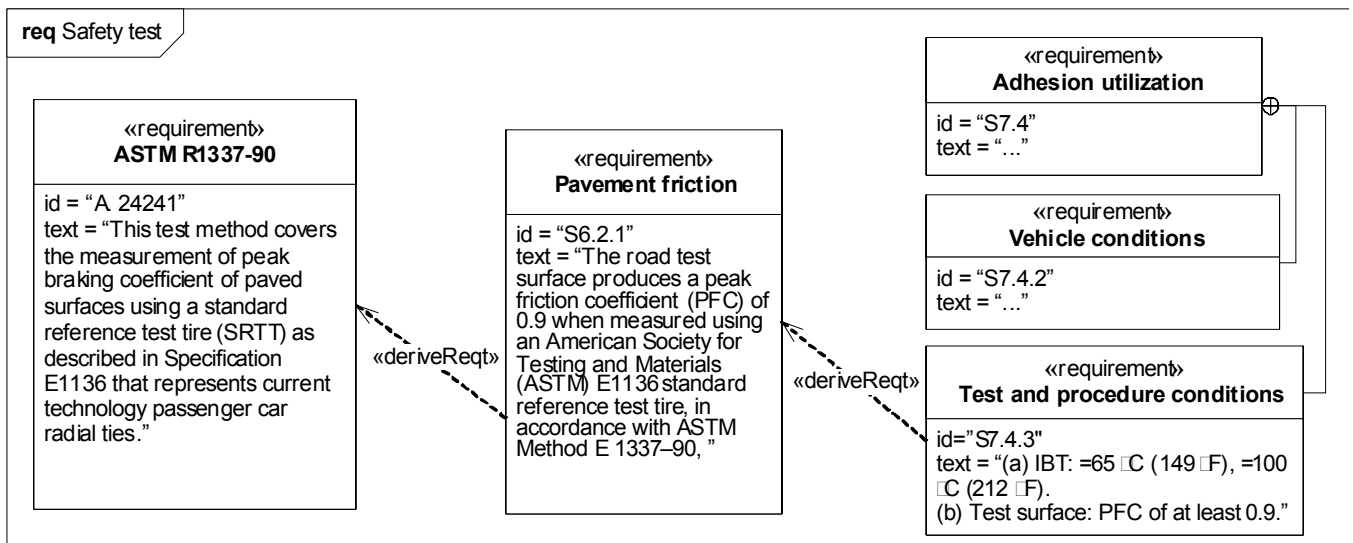 req Safety test
«requirement»
ASTM R1337-90
id = “A. 24241”
text = “This test method covers
the measurement of peak
braking coefficient of paved
surfaces using a standard
reference test tire (SRTT) as
described in Specification
E1136 that represents current
technology passenger car
radial ties.”
«deriveReqt»
«requirement»
Pavement friction
id = “S6.2.1”
text = “The road test
surface produces a peak
friction coefficient (PFC) of
0.9 when measured using
an American Society for
Testing and Materials
(ASTM) E1136 standard
reference test tire, in
accordance with ASTM
Method E 1337–90, ”
«deriveReqt»
«requirement»
Adhesion utilization
id = “S7.4”
text = “...”
«requirement»
Vehicle conditions
id = “S7.4.2”
text = “...”
«requirement»
Test and procedure conditions
id=”S7.4.3"
text = “(a) IBT: =65 □C (149 □F), =100
□C (212 □F).
(b) Test surface: PFC of at least 0.9.”